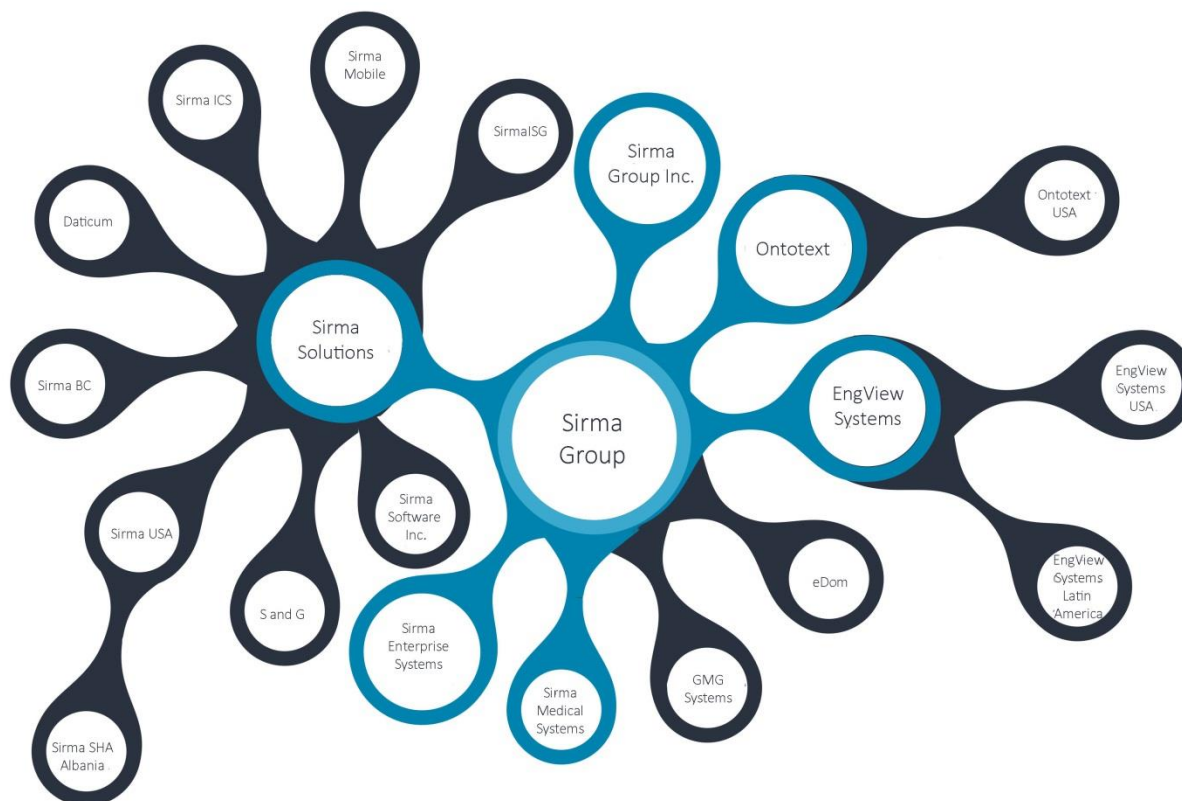 Sirma
Mobile
Sirma ICS
SirmaISG
Sirma
Group Inc.
Ontotext
USA
Daticum
Ontotext
Sirma
Solutions
Sirma BC
EngView
Systems
EngView
Systems
USA
Sirma
Group
Sirma
Software
Inc.
Sirma USA
eDom
EngView
Systems
Latin
America
S and G
Sirma
Enterprise
Systems
GMG
Systems
Sirma
Medical
Systems
Sirma SHA
Albania